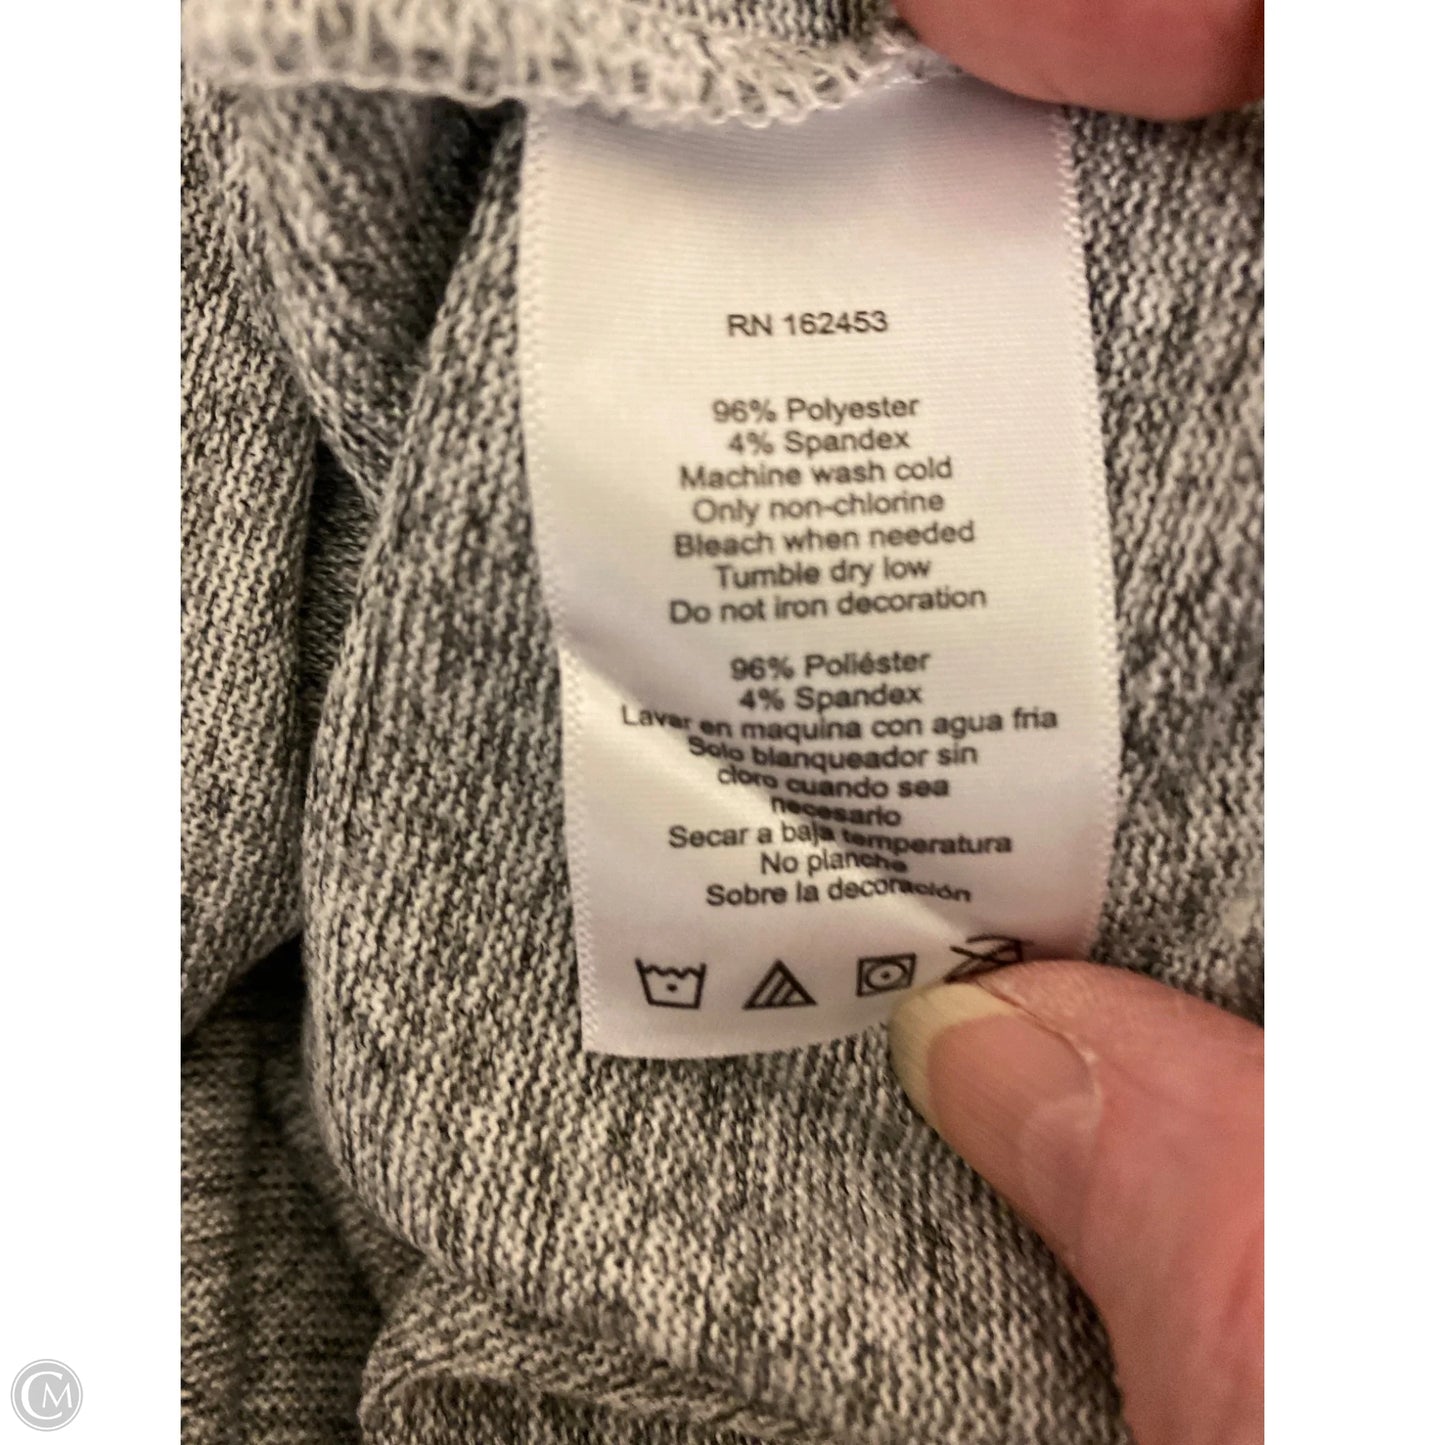 RN 162453
96% Polyester
4% Spandex
Machine wash cold
Only non-chlorine
Bleach when needed
Tumble dry low
Do not iron decoration
96% Poliéster
4% Spandex
Lavar en maquina con agua fria
Solo blanqueador sin
cloro cuando sea
necesario
Secar a baja temperatura
No planche
Sobre la decoración
CM